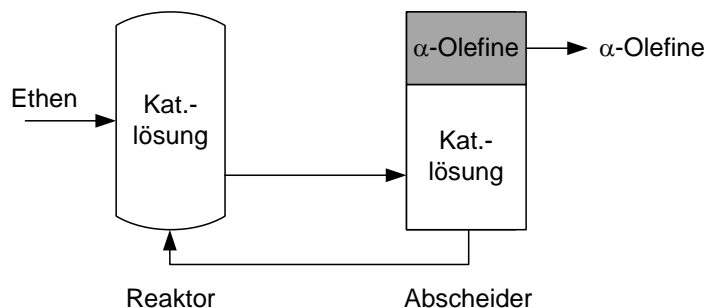 α-Olefine
α-Olefine
Ethen
Kat.-
lösung
Kat.-
lösung
Reaktor
Abscheider